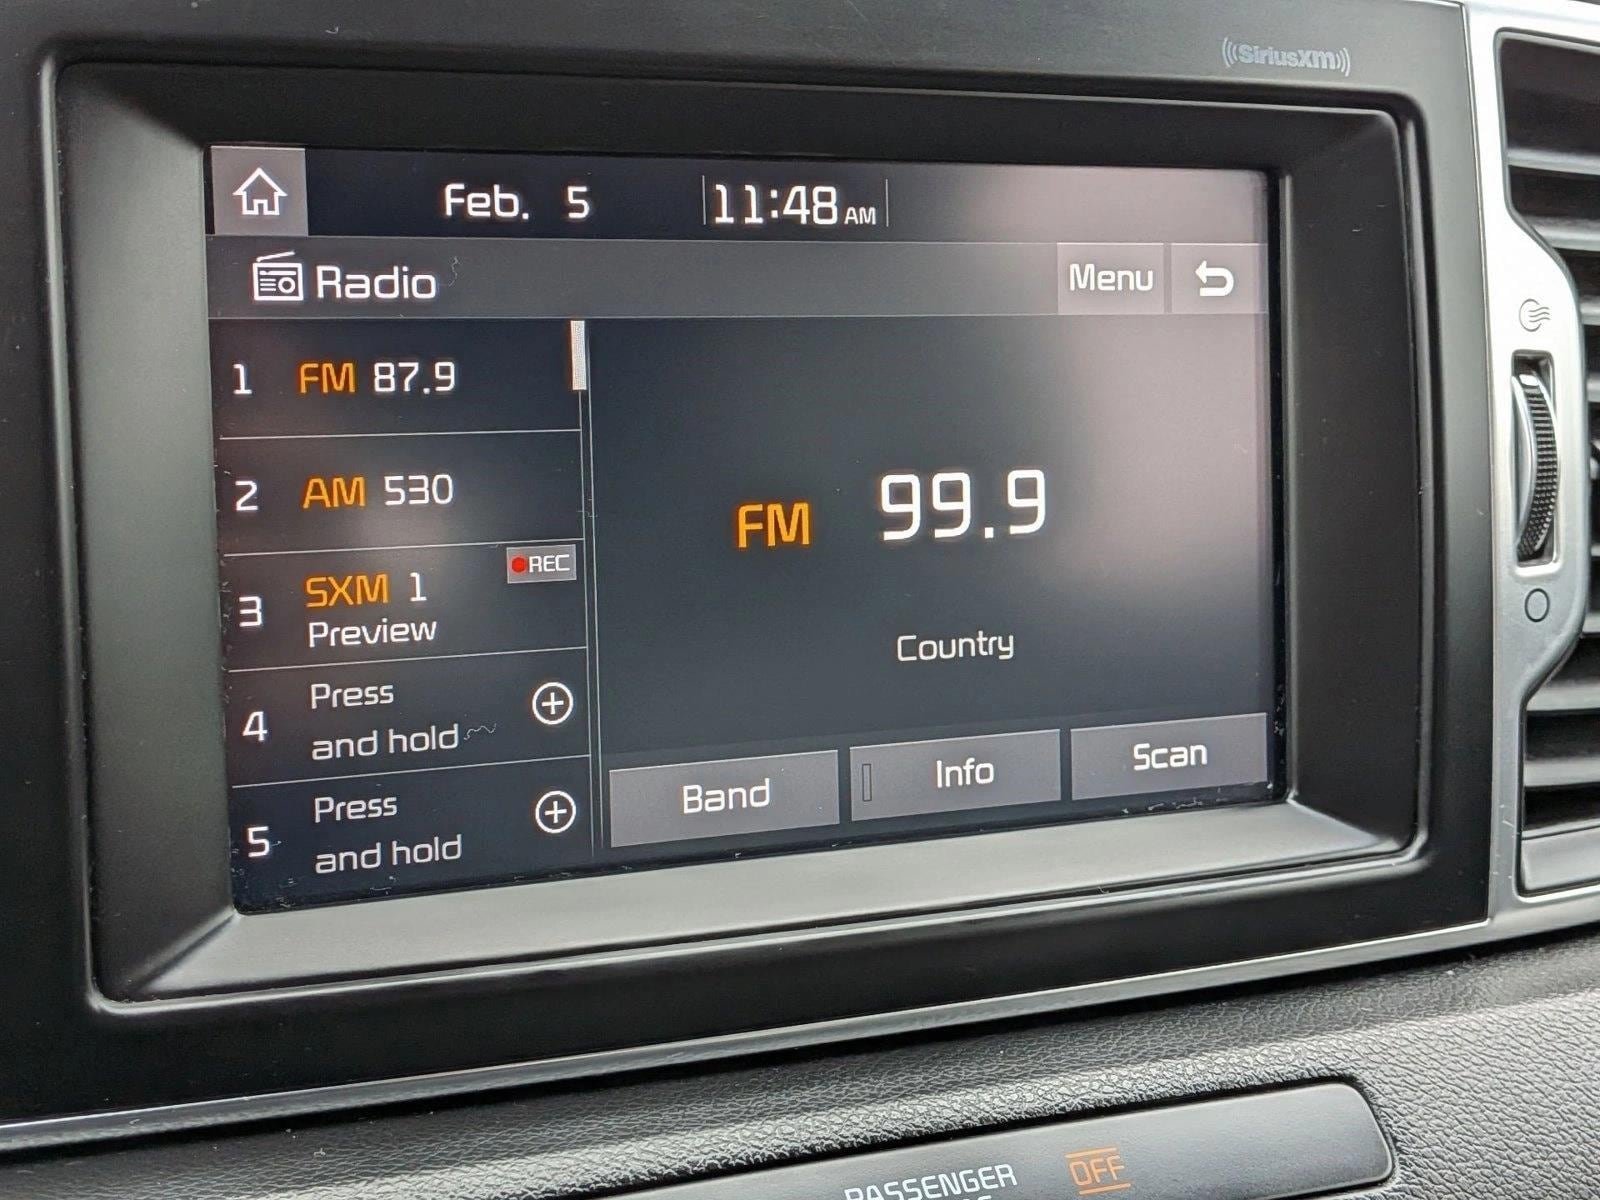 SiriusXM
Feb. 5 11:48 AM
Radio Menu
1 FM 87.9
2 AM 530
3 SXM 1 REC
Preview
4 Press
and hold
5 Press
and hold
FM 99.9
Country
Band Info Scan
PASSENGER OFF